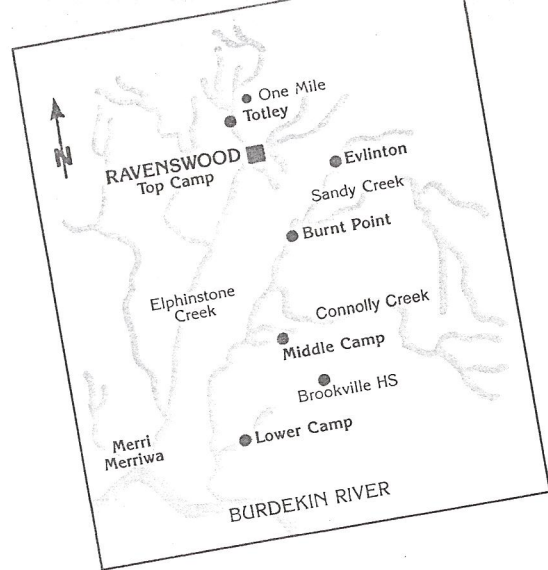 One Mile
Totley
N
RAVENSWOOD
Top Camp
Evlinton
Sandy Creek
Burnt Point
Elphinstone
Creek
Connolly Creek
Middle Camp
Brookville HS
Merri
Merriwa
Lower Camp
BURDEKIN RIVER